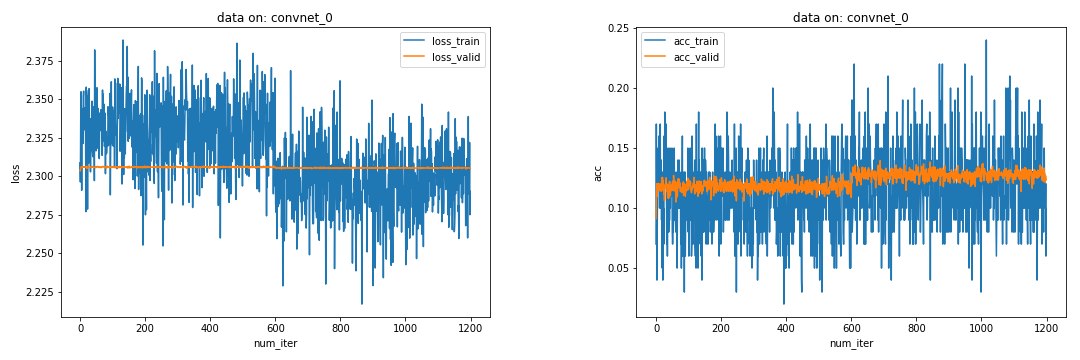 data on: convnet_0
loss_train
loss_valid
2.375
2.350
2.325
2.300
2.275
2.250
2.225
loss
0
200
400
600
800
1000
1200
num_iter
data on: convnet_0
acc_train
acc_valid
0.25
0.20
0.15
0.10
0.05
acc
0
200
400
600
800
1000
1200
num_iter